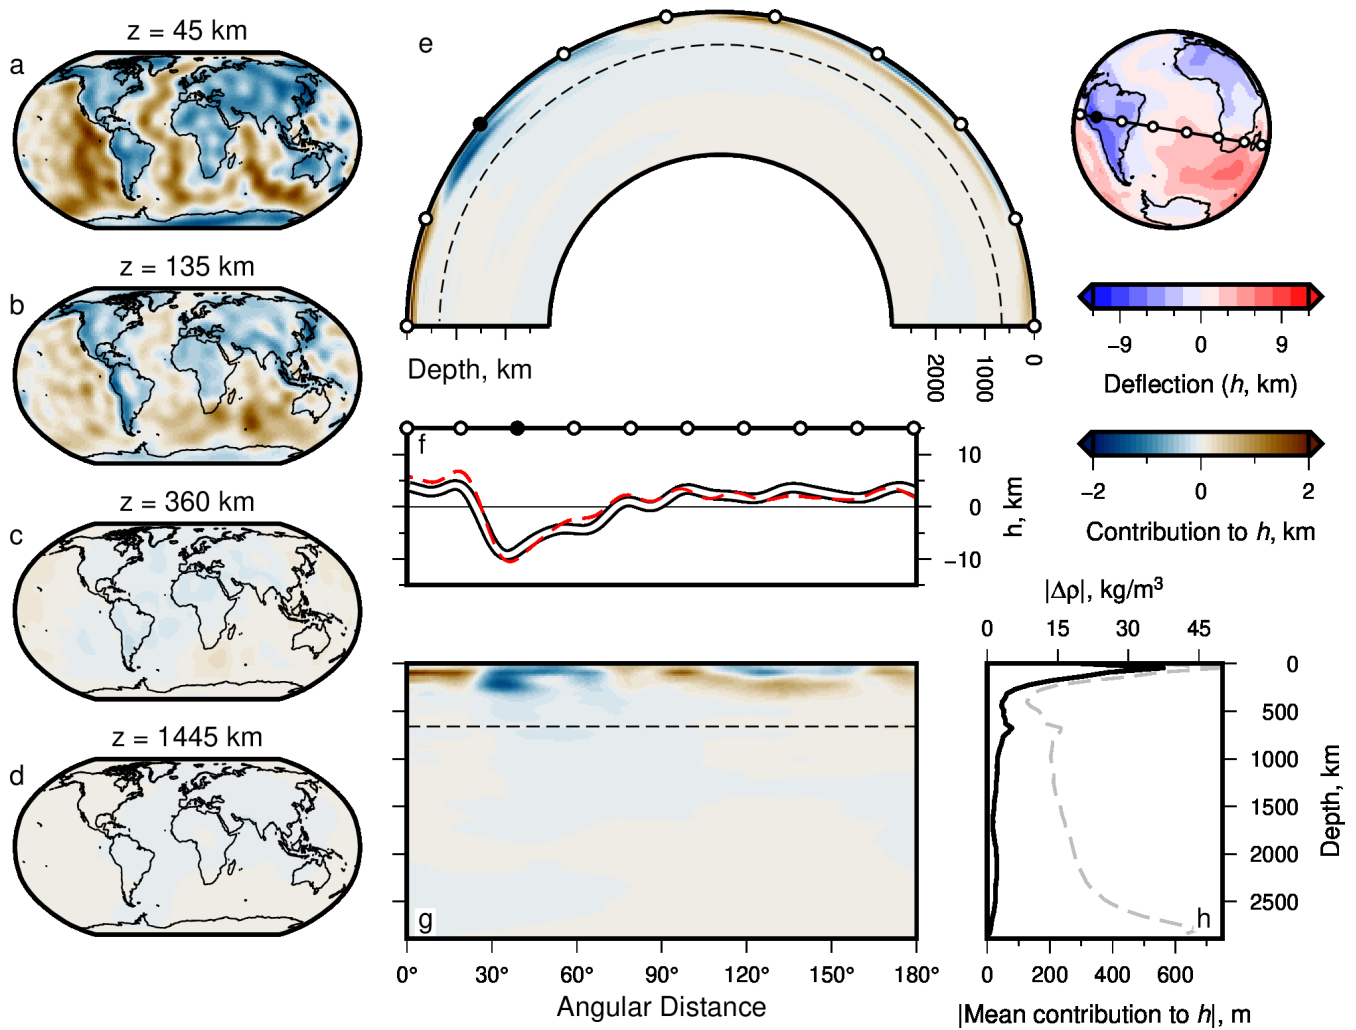 z = 45 km
a
z = 135 km
b
z = 360 km
c
z = 1445 km
d
e
Depth, km
2000
1000
0
−9 0 9
Deflection (h, km)
−2 0 2
Contribution to h, km
f
10
0
−10
h, km
g
0° 30° 60° 90° 120° 150° 180°
Angular Distance
|Δρ|, kg/m³
0 15 30 45
0
500
1000
1500
2000
2500
Depth, km
h
0 200 400 600
|Mean contribution to h|, m